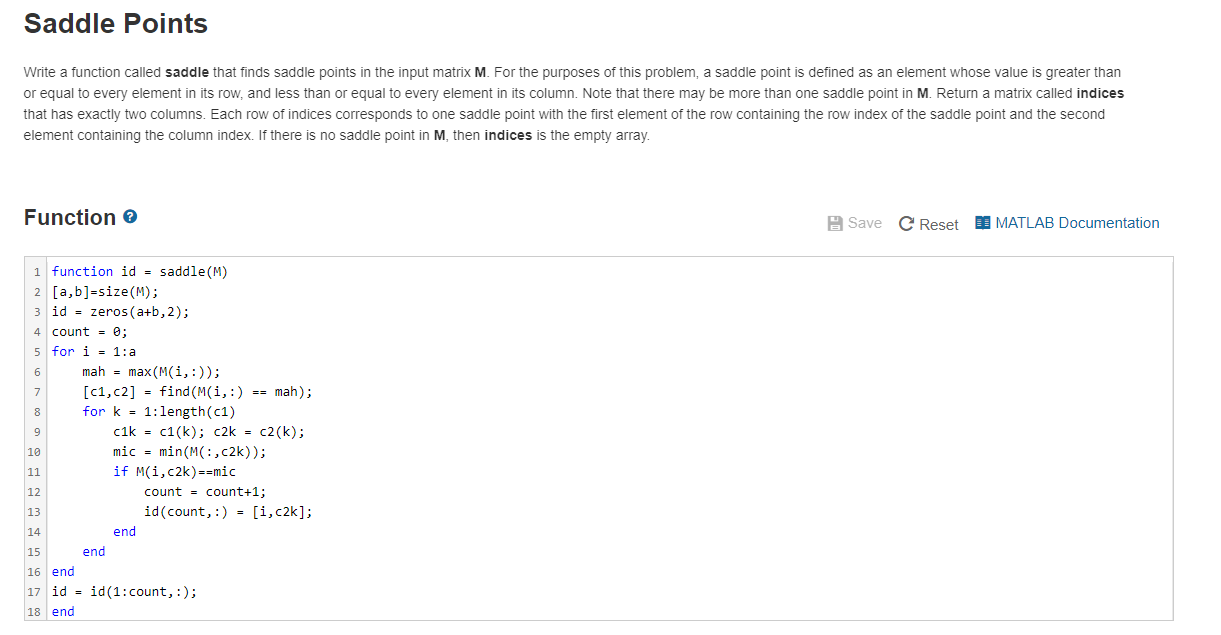 Saddle Points
Write a function called saddle that finds saddle points in the input matrix M. For the purposes of this problem, a saddle point is defined as an element whose value is greater than
or equal to every element in its row, and less than or equal to every element in its column. Note that there may be more than one saddle point in M. Return a matrix called indices
that has exactly two columns. Each row of indices corresponds to one saddle point with the first element of the row containing the row index of the saddle point and the second
element containing the column index. If there is no saddle point in M, then indices is the empty array.
Function ?
Save Reset MATLAB Documentation
1 function id = saddle(M)
2 [a,b]=size(M);
3 id = zeros(a+b,2);
4 count = 0;
5 for i = 1:a
6 mah = max(M(i,:));
7 [c1,c2] = find(M(i,:) == mah);
8 for k = 1:length(c1)
9 c1k = c1(k); c2k = c2(k);
10 mic = min(M(:,c2k));
11 if M(i,c2k)==mic
12 count = count+1;
13 id(count,:) = [i,c2k];
14 end
15 end
16 end
17 id = id(1:count,:);
18 end